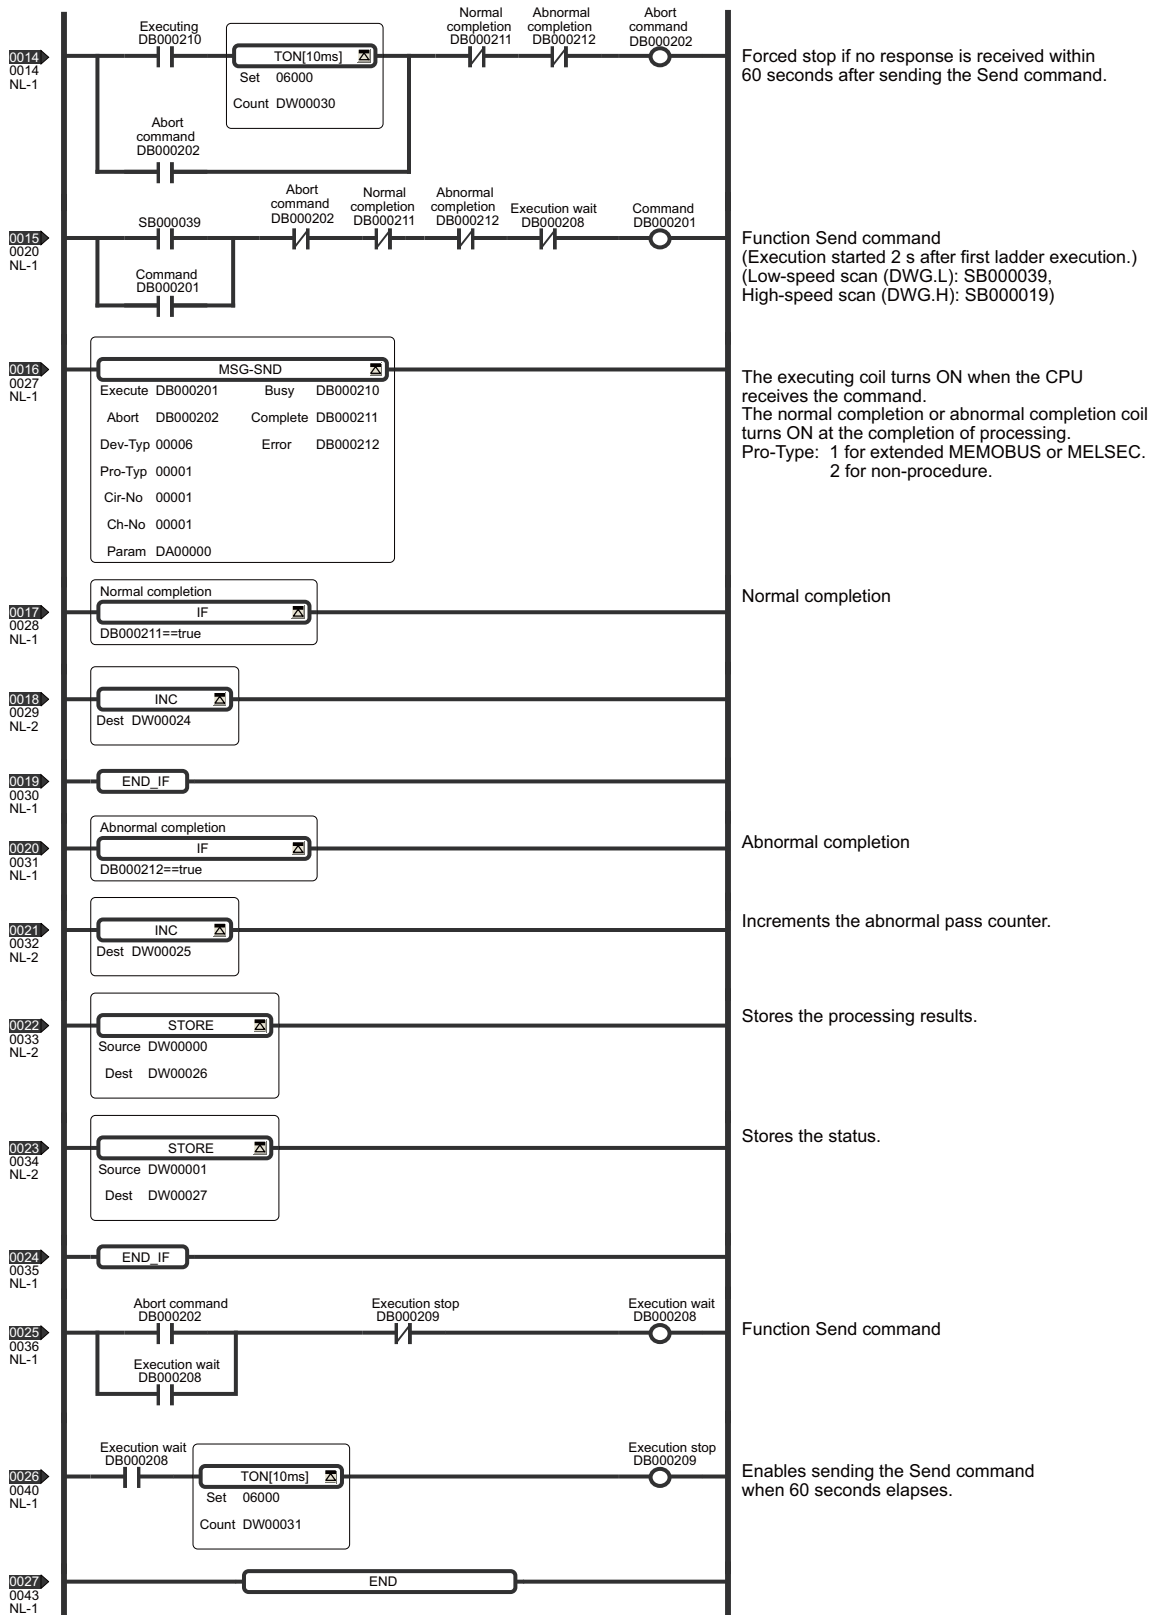 Executing
DB000210
Normal
completion
DB000211
Abnormal
completion
DB000212
Abort
command
DB000202
0014
0014
NL-1
TON[10ms]
Set 06000
Count DW00030
Forced stop if no response is received within
60 seconds after sending the Send command.
Abort
command
DB000202
SB000039
Abort
command
DB000202
Normal
completion
DB000211
Abnormal
completion
DB000212
Execution wait
DB000208
Command
DB000201
0015
0020
NL-1
Command
DB000201
Function Send command
(Execution started 2 s after first ladder execution.)
(Low-speed scan (DWG.L): SB000039,
High-speed scan (DWG.H): SB000019)
0016
0027
NL-1
MSG-SND
Execute DB000201 Busy DB000210
Abort DB000202 Complete DB000211
Dev-Typ 00006 Error DB000212
Pro-Typ 00001
Cir-No 00001
Ch-No 00001
Param DA00000
The executing coil turns ON when the CPU
receives the command.
The normal completion or abnormal completion coil
turns ON at the completion of processing.
Pro-Type: 1 for extended MEMOBUS or MELSEC.
2 for non-procedure.
0017
0028
NL-1
Normal completion
IF
DB000211==true
Normal completion
0018
0029
NL-2
INC
Dest DW00024
0019
0030
NL-1
END_IF
0020
0031
NL-1
Abnormal completion
IF
DB000212==true
Abnormal completion
0021
0032
NL-2
INC
Dest DW00025
Increments the abnormal pass counter.
0022
0033
NL-2
STORE
Source DW00000
Dest DW00026
Stores the processing results.
0023
0034
NL-2
STORE
Source DW00001
Dest DW00027
Stores the status.
0024
0035
NL-1
END_IF
Abort command
DB000202
Execution stop
DB000209
Execution wait
DB000208
0025
0036
NL-1
Execution wait
DB000208
Function Send command
Execution wait
DB000208
Execution stop
DB000209
0026
0040
NL-1
TON[10ms]
Set 06000
Count DW00031
Enables sending the Send command
when 60 seconds elapses.
0027
0043
NL-1
END